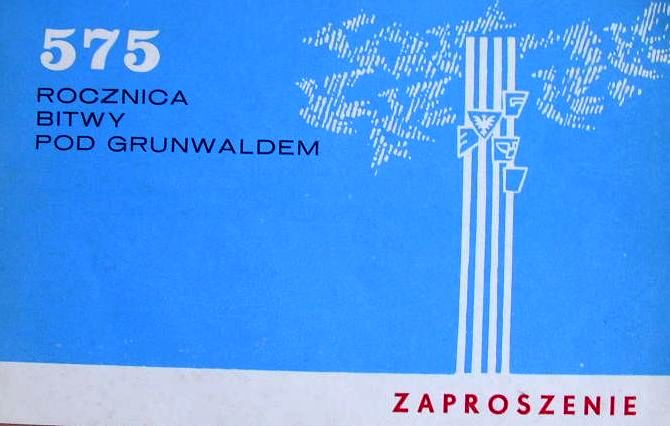 575
ROCZNICA
BITWY
POD GRUNWALDEM
ZAPROSZENIE